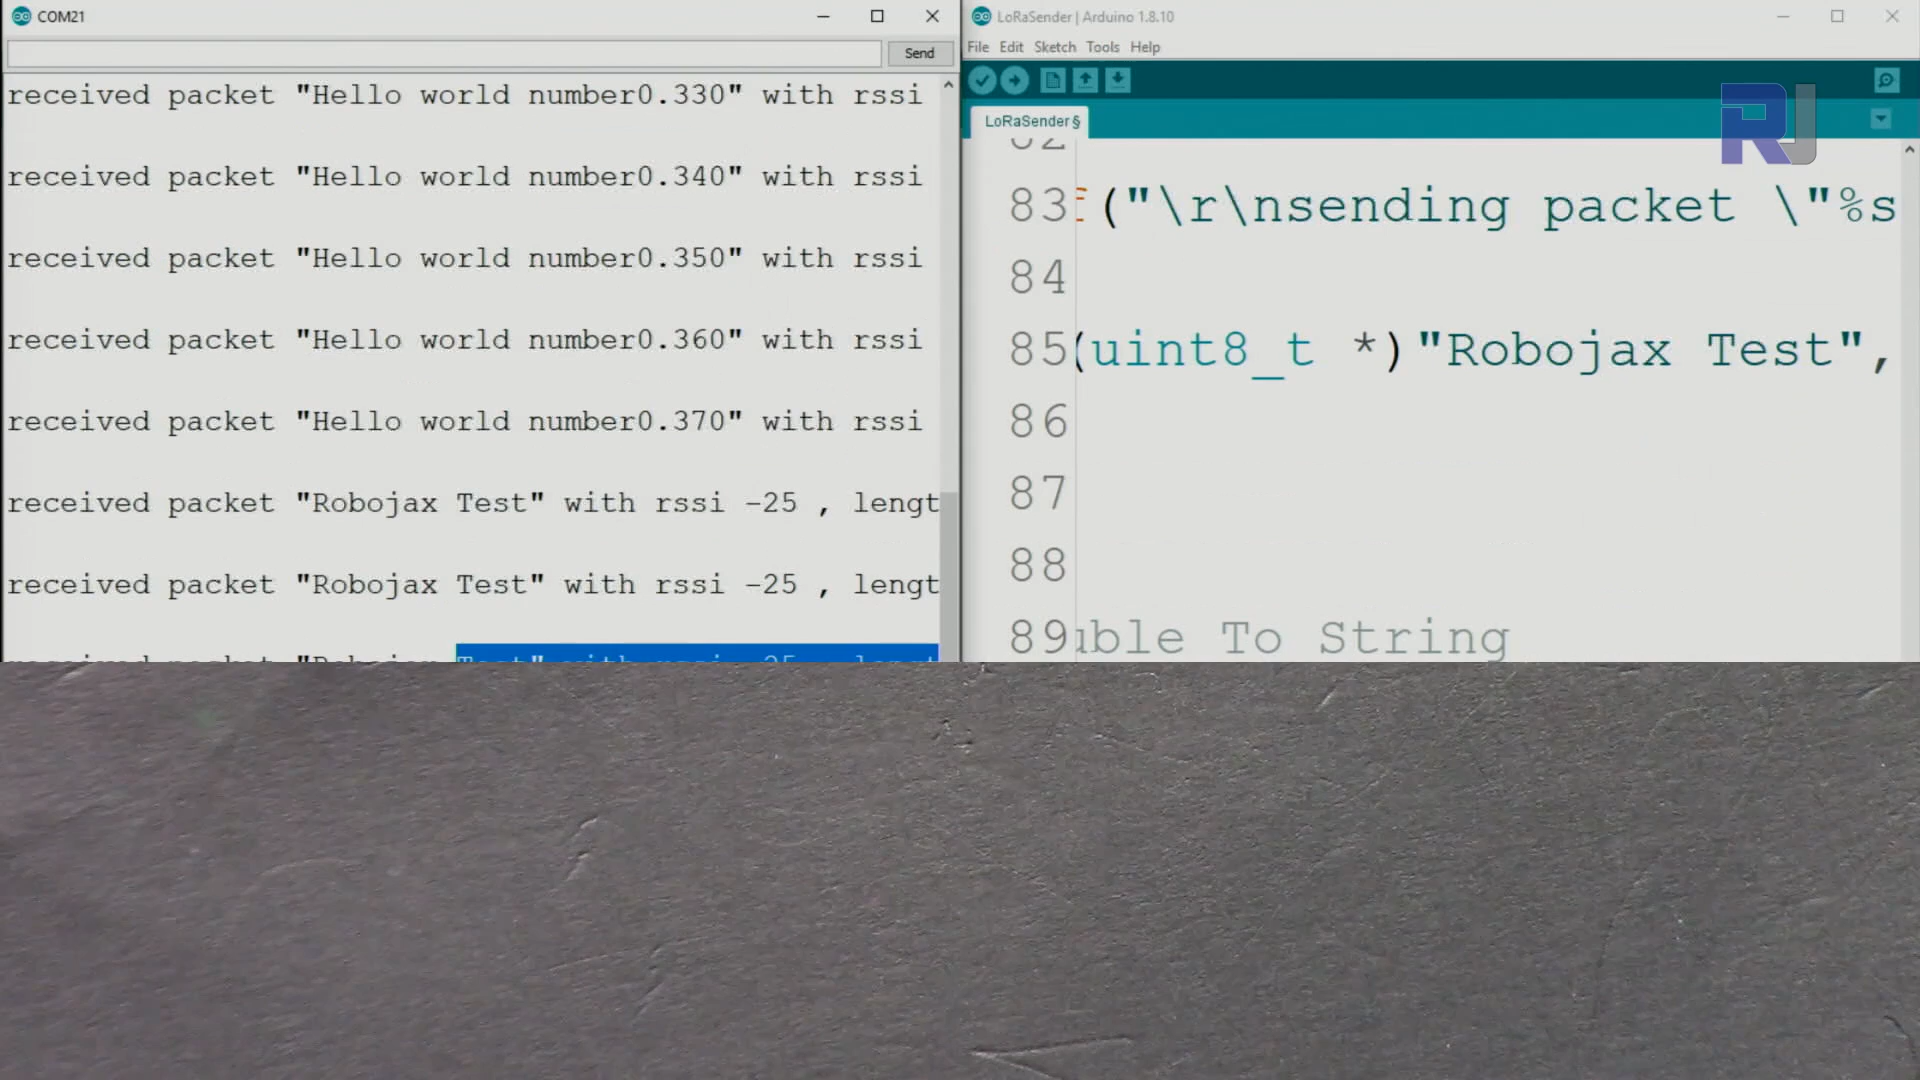 COM21
Send
received packet "Hello world number0.330" with rssi
received packet "Hello world number0.340" with rssi
received packet "Hello world number0.350" with rssi
received packet "Hello world number0.360" with rssi
received packet "Hello world number0.370" with rssi
received packet "Robojax Test" with rssi -25 , lengt
received packet "Robojax Test" with rssi -25 , lengt
LoRaSender | Arduino 1.8.10
File Edit Sketch Tools Help
LoRaSender§
RJ
82
83 ("\r\nsending packet \"%s
84
85 (uint8_t *)"Robojax Test",
86
87
88
89 uble To String